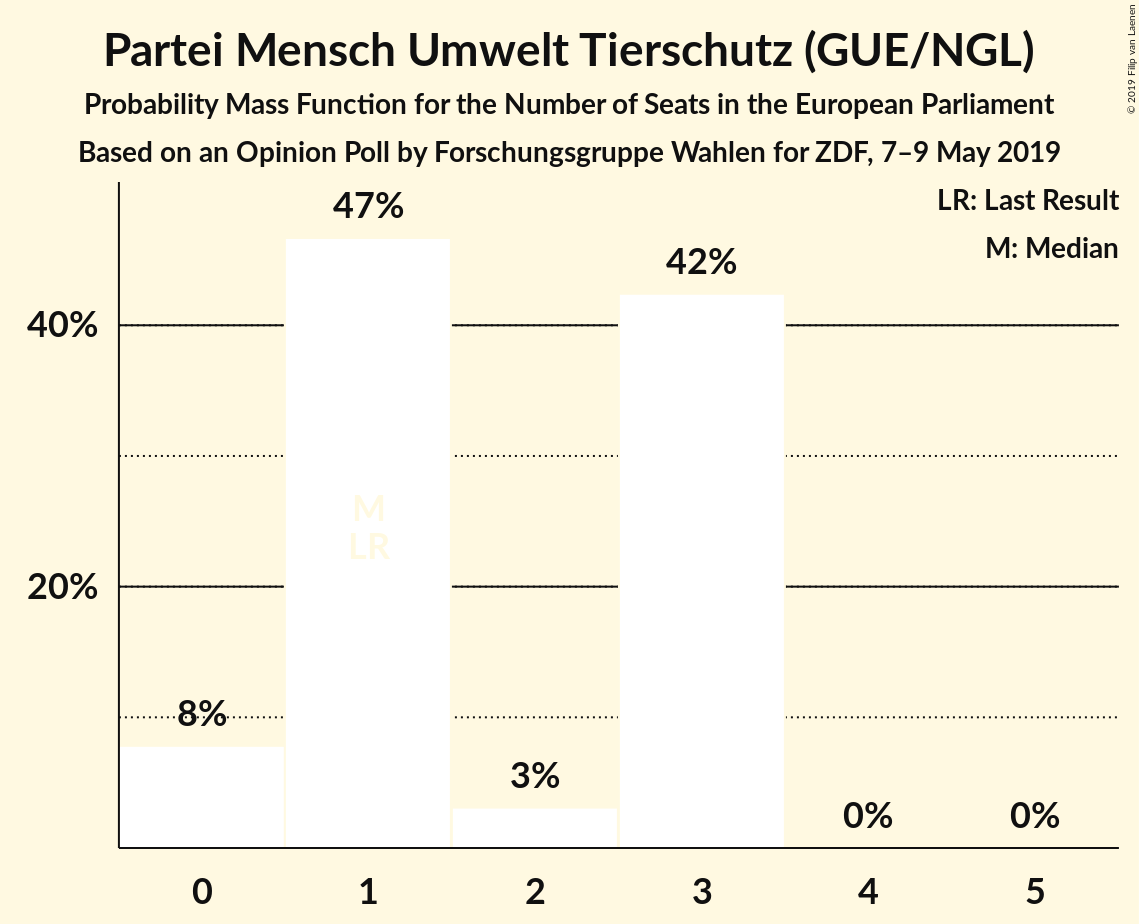 Partei Mensch Umwelt Tierschutz (GUE/NGL)
Probability Mass Function for the Number of Seats in the European Parliament
Based on an Opinion Poll by Forschungsgruppe Wahlen for ZDF, 7–9 May 2019
© 2019 Filip van Laenen
LR: Last Result
M: Median
47%
42%
40%
M
LR
20%
8%
3%
0%
0%
0 1 2 3 4 5